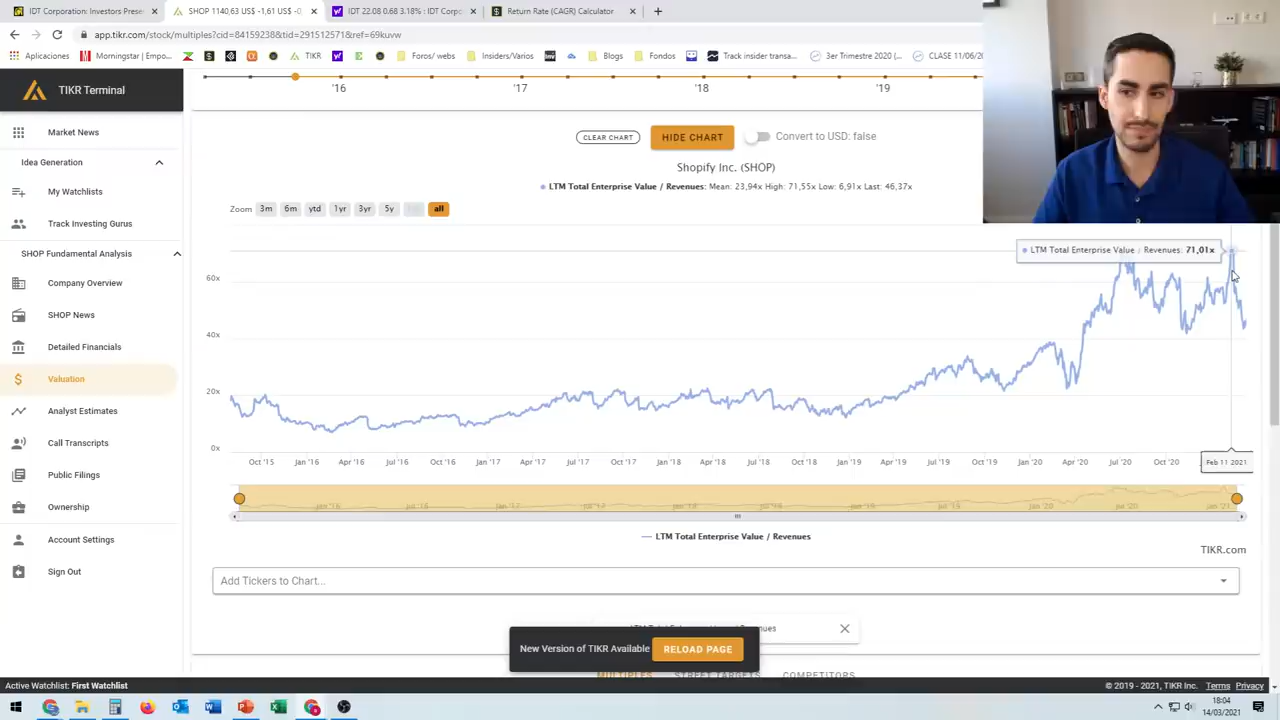 IDT Corporation: Investors Prese
SHOP 1140,63 US$ -1,61 US$ -0
IDT 22.08 0.68 3.18% : IDT Corpo
Return Rate (CAGR) Calculator
app.tikr.com/stock/multiples?cid=84159238&tid=291512571&ref=69kuvw
Aplicaciones
Morningstar | Empo...
TIKR
Foros/ webs
Insiders/Varios
Blogs
Fondos
Track insider transa...
3er Trimestre 2020 (...
CLASE 11/06/
TIKR Terminal
'16 '17 '18 '19
Market News
Idea Generation
My Watchlists
Track Investing Gurus
SHOP Fundamental Analysis
Company Overview
SHOP News
Detailed Financials
Valuation
Analyst Estimates
Call Transcripts
Public Filings
Ownership
Account Settings
Sign Out
CLEAR CHART
HIDE CHART
Convert to USD: false
Shopify Inc. (SHOP)
LTM Total Enterprise Value / Revenues: Mean: 23,94x High: 71,55x Low: 6,91x Last: 46,37x
Zoom 3m 6m ytd 1yr 3yr 5y all
LTM Total Enterprise Value / Revenues: 71,01x
60x
40x
20x
0x
Oct '15 Jan '16 Apr '16 Jul '16 Oct '16 Jan '17 Apr '17 Jul '17 Oct '17 Jan '18 Apr '18 Jul '18 Oct '18 Jan '19 Apr '19 Jul '19 Oct '19 Jan '20 Apr '20 Jul '20 Oct '20
Feb 11 2021
LTM Total Enterprise Value / Revenues
TIKR.com
Add Tickers to Chart...
New Version of TIKR Available
RELOAD PAGE
MULTIPLES STREET TARGETS COMPETITORS
Active Watchlist: First Watchlist
© 2019 - 2021, TIKR Inc. Terms Privacy
18:04
14/03/2021